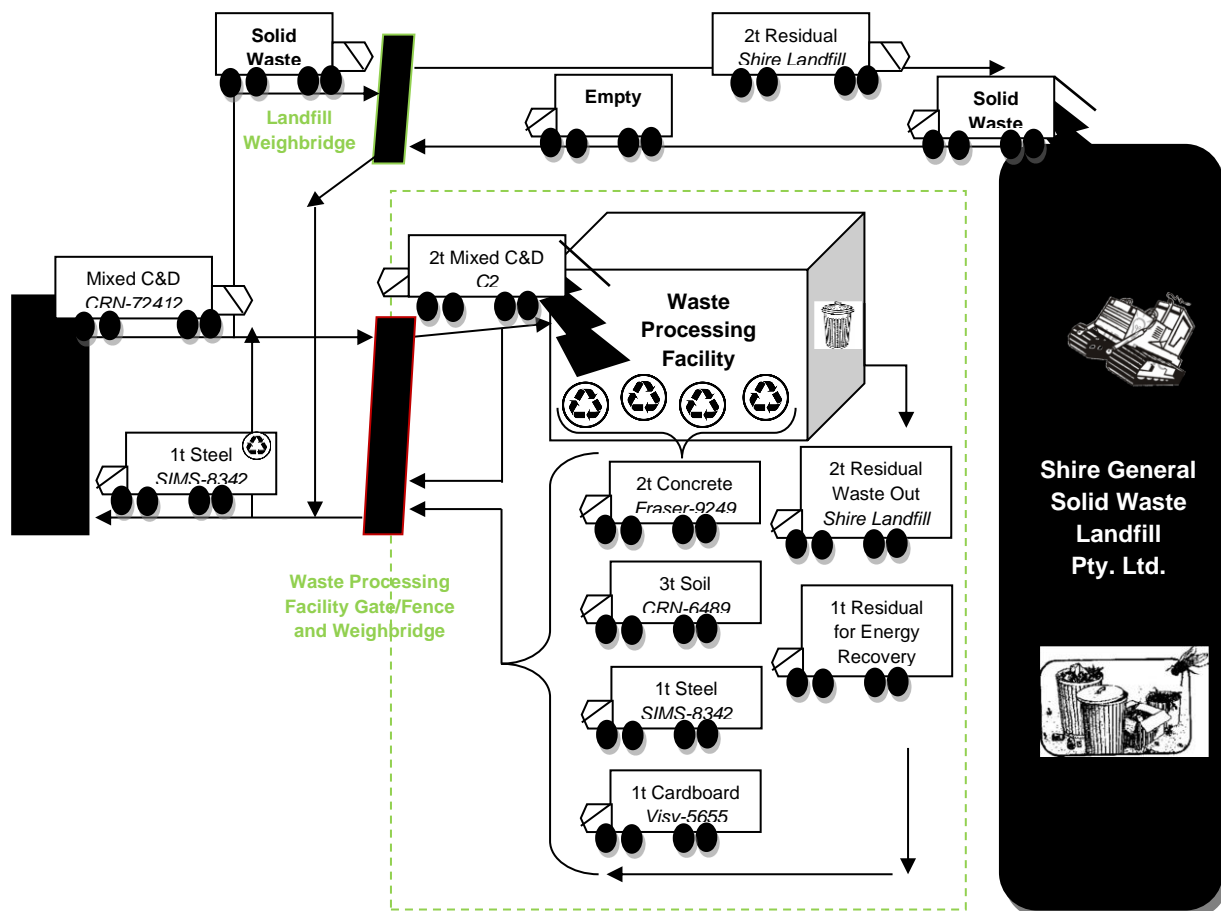 Solid
Waste
2t Residual
Shire Landfill
Empty
Solid
Waste
Landfill
Weighbridge
Mixed C&D
CRN-72412
2t Mixed C&D
C2
Waste
Processing
Facility
1t Steel
SIMS-8342
2t Concrete
Fraser-9249
2t Residual
Waste Out
Shire Landfill
Shire General
Solid Waste
Landfill
Pty. Ltd.
Waste Processing
Facility Gate/Fence
and Weighbridge
3t Soil
CRN-6489
1t Residual
for Energy
Recovery
1t Steel
SIMS-8342
1t Cardboard
Visy-5655